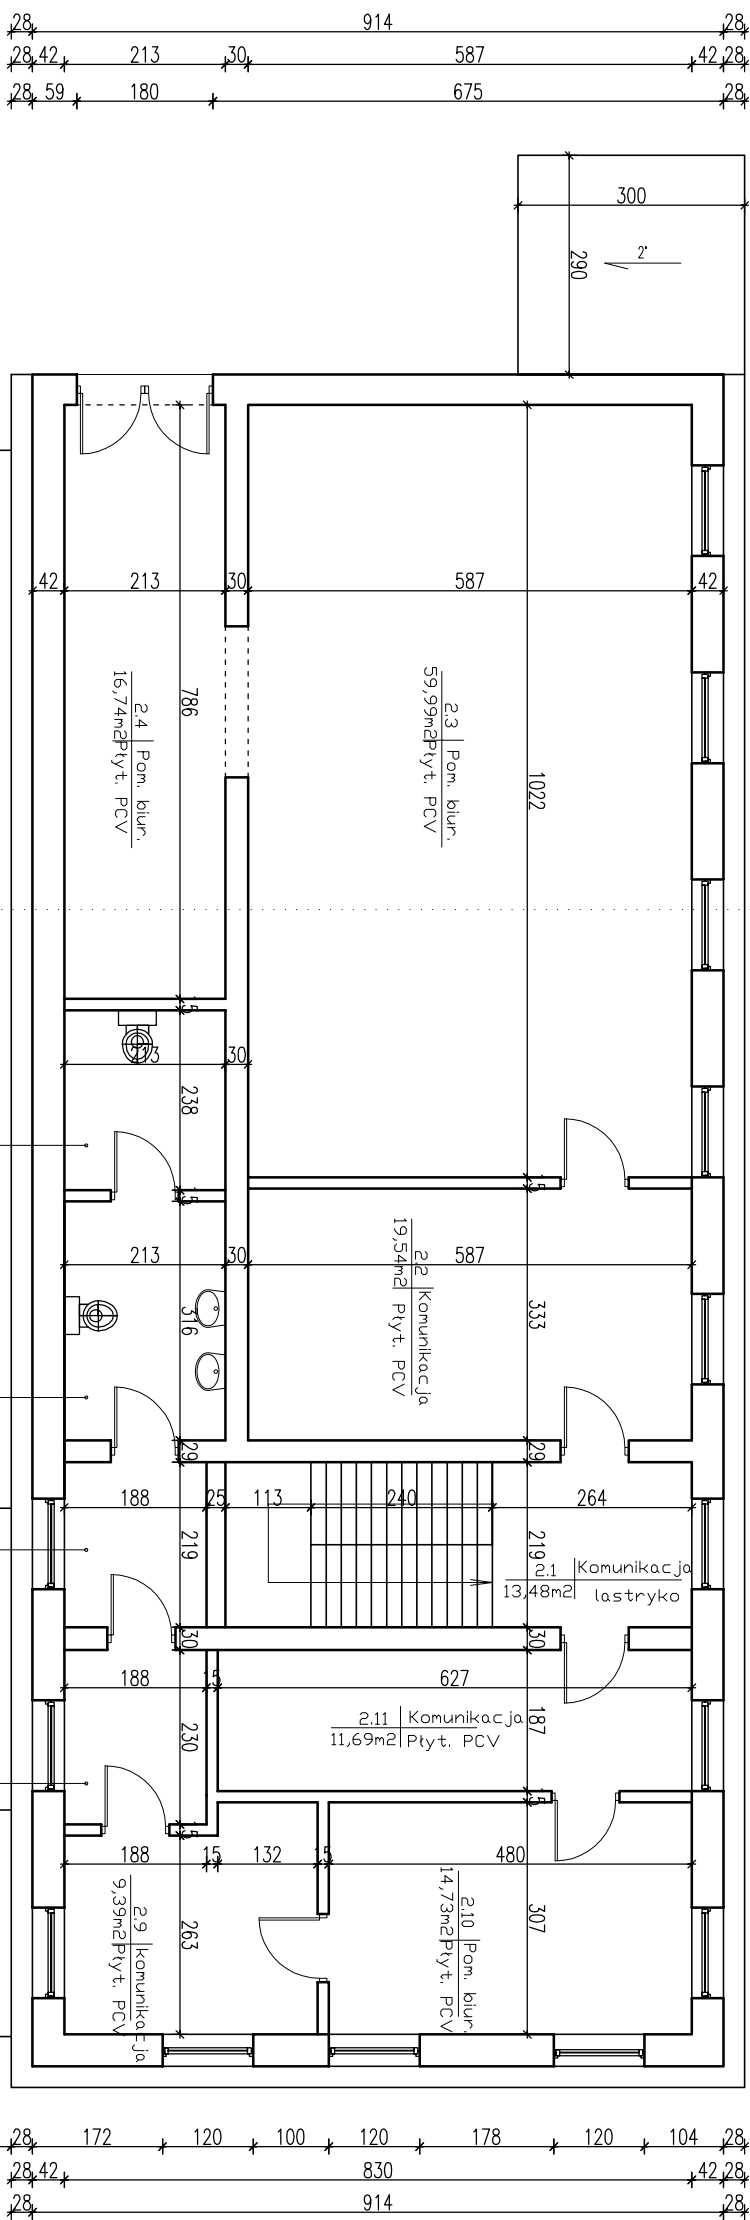 28 914 28
28 42 213 30 587 42 28
28 59 180 675 28
300
290
2°
42 213 30 587 42
786
1022
2.4 Pom. biur.
16,74m2 Płyt. PCV
2.3 Pom. biur.
59,99m2 Płyt. PCV
15
213 30
238
15
15
213 30 587
316
333
2.2 Komunikacja
19,54m2 Płyt. PCV
29 29
188 25 113 240 264
219 219
2.1 Komunikacja
13,48m2 lastryko
30 30
188 15 627
230
187
2.11 Komunikacja
11,69m2 Płyt. PCV
15
15
188 15 132 15 480
263
307
2.9 komunikacja
9,39m2 Płyt. PCV
2.10 Pom. biur.
14,73m2 Płyt. PCV
28 172 120 100 120 178 120 104 28
28 42 830 42 28
28 914 28